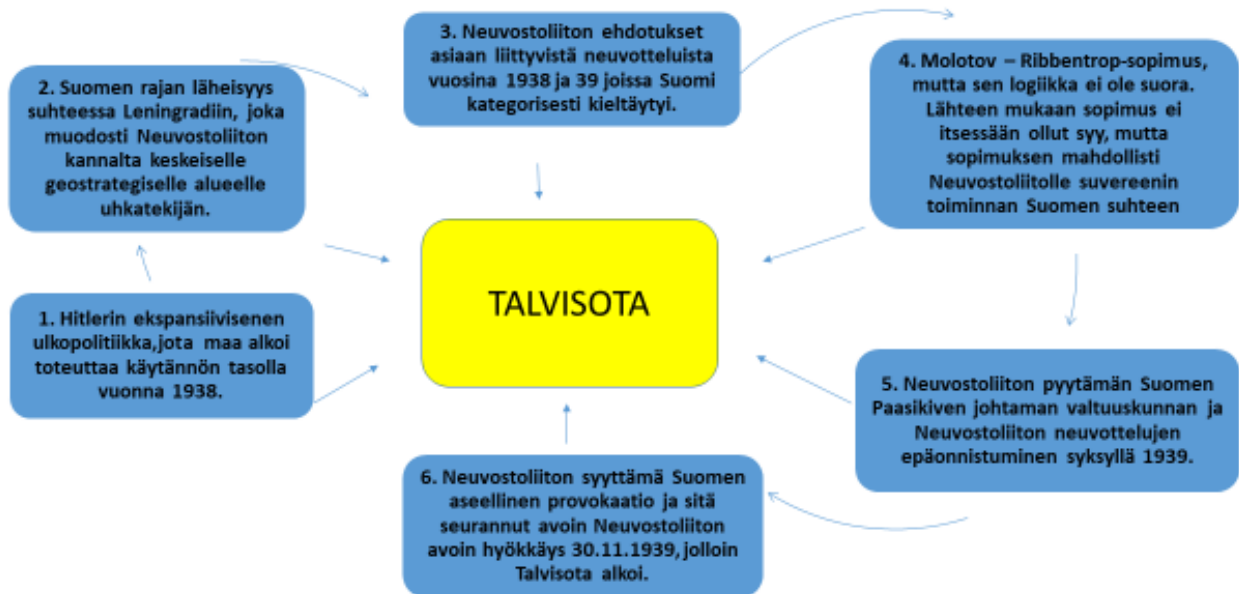 1. Hitlerin ekspansiivisenen
ulkopolitiikka,jota maa alkoi
toteuttaa käytännön tasolla
vuonna 1938.
2. Suomen rajan läheisyys
suhteessa Leningradiin, joka
muodosti Neuvostoliiton
kannalta keskeiselle
geostrategiselle alueelle
uhkatekijän.
3. Neuvostoliiton ehdotukset
asiaan liittyvistä neuvotteluista
vuosina 1938 ja 39 joissa Suomi
kategorisesti kieltäytyi.
4. Molotov – Ribbentrop-sopimus,
mutta sen logiikka ei ole suora.
Lähteen mukaan sopimus ei
itsessään ollut syy, mutta
sopimuksen mahdollisti
Neuvostoliitolle suvereenin
toiminnan Suomen suhteen
5. Neuvostoliiton pyytämän Suomen
Paasikiven johtaman valtuuskunnan ja
Neuvostoliiton neuvottelujen
epäonnistuminen syksyllä 1939.
6. Neuvostoliiton syyttämä Suomen
aseellinen provokaatio ja sitä
seurannut avoin Neuvostoliiton
avoin hyökkäys 30.11.1939, jolloin
Talvisota alkoi.
TALVISOTA